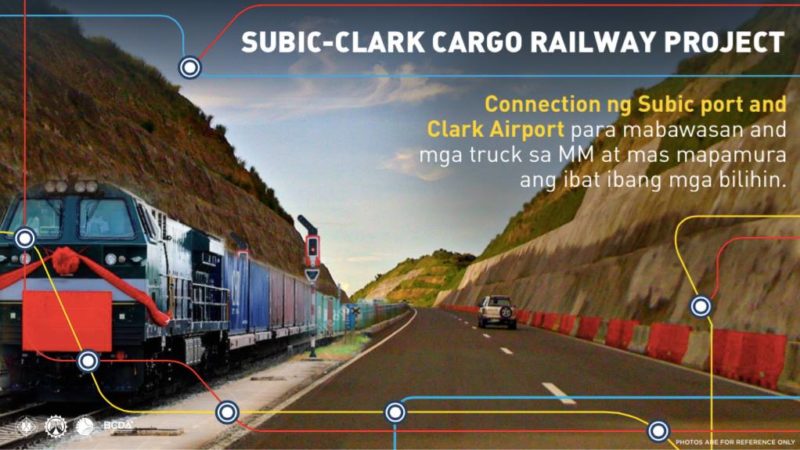 SUBIC-CLARK CARGO RAILWAY PROJECT
Connection ng Subic port and
Clark Airport para mabawasan and
mga truck sa MM at mas mapamura
ang ibat ibang mga bilihin.
BCDA
PHOTOS ARE FOR REFERENCE ONLY